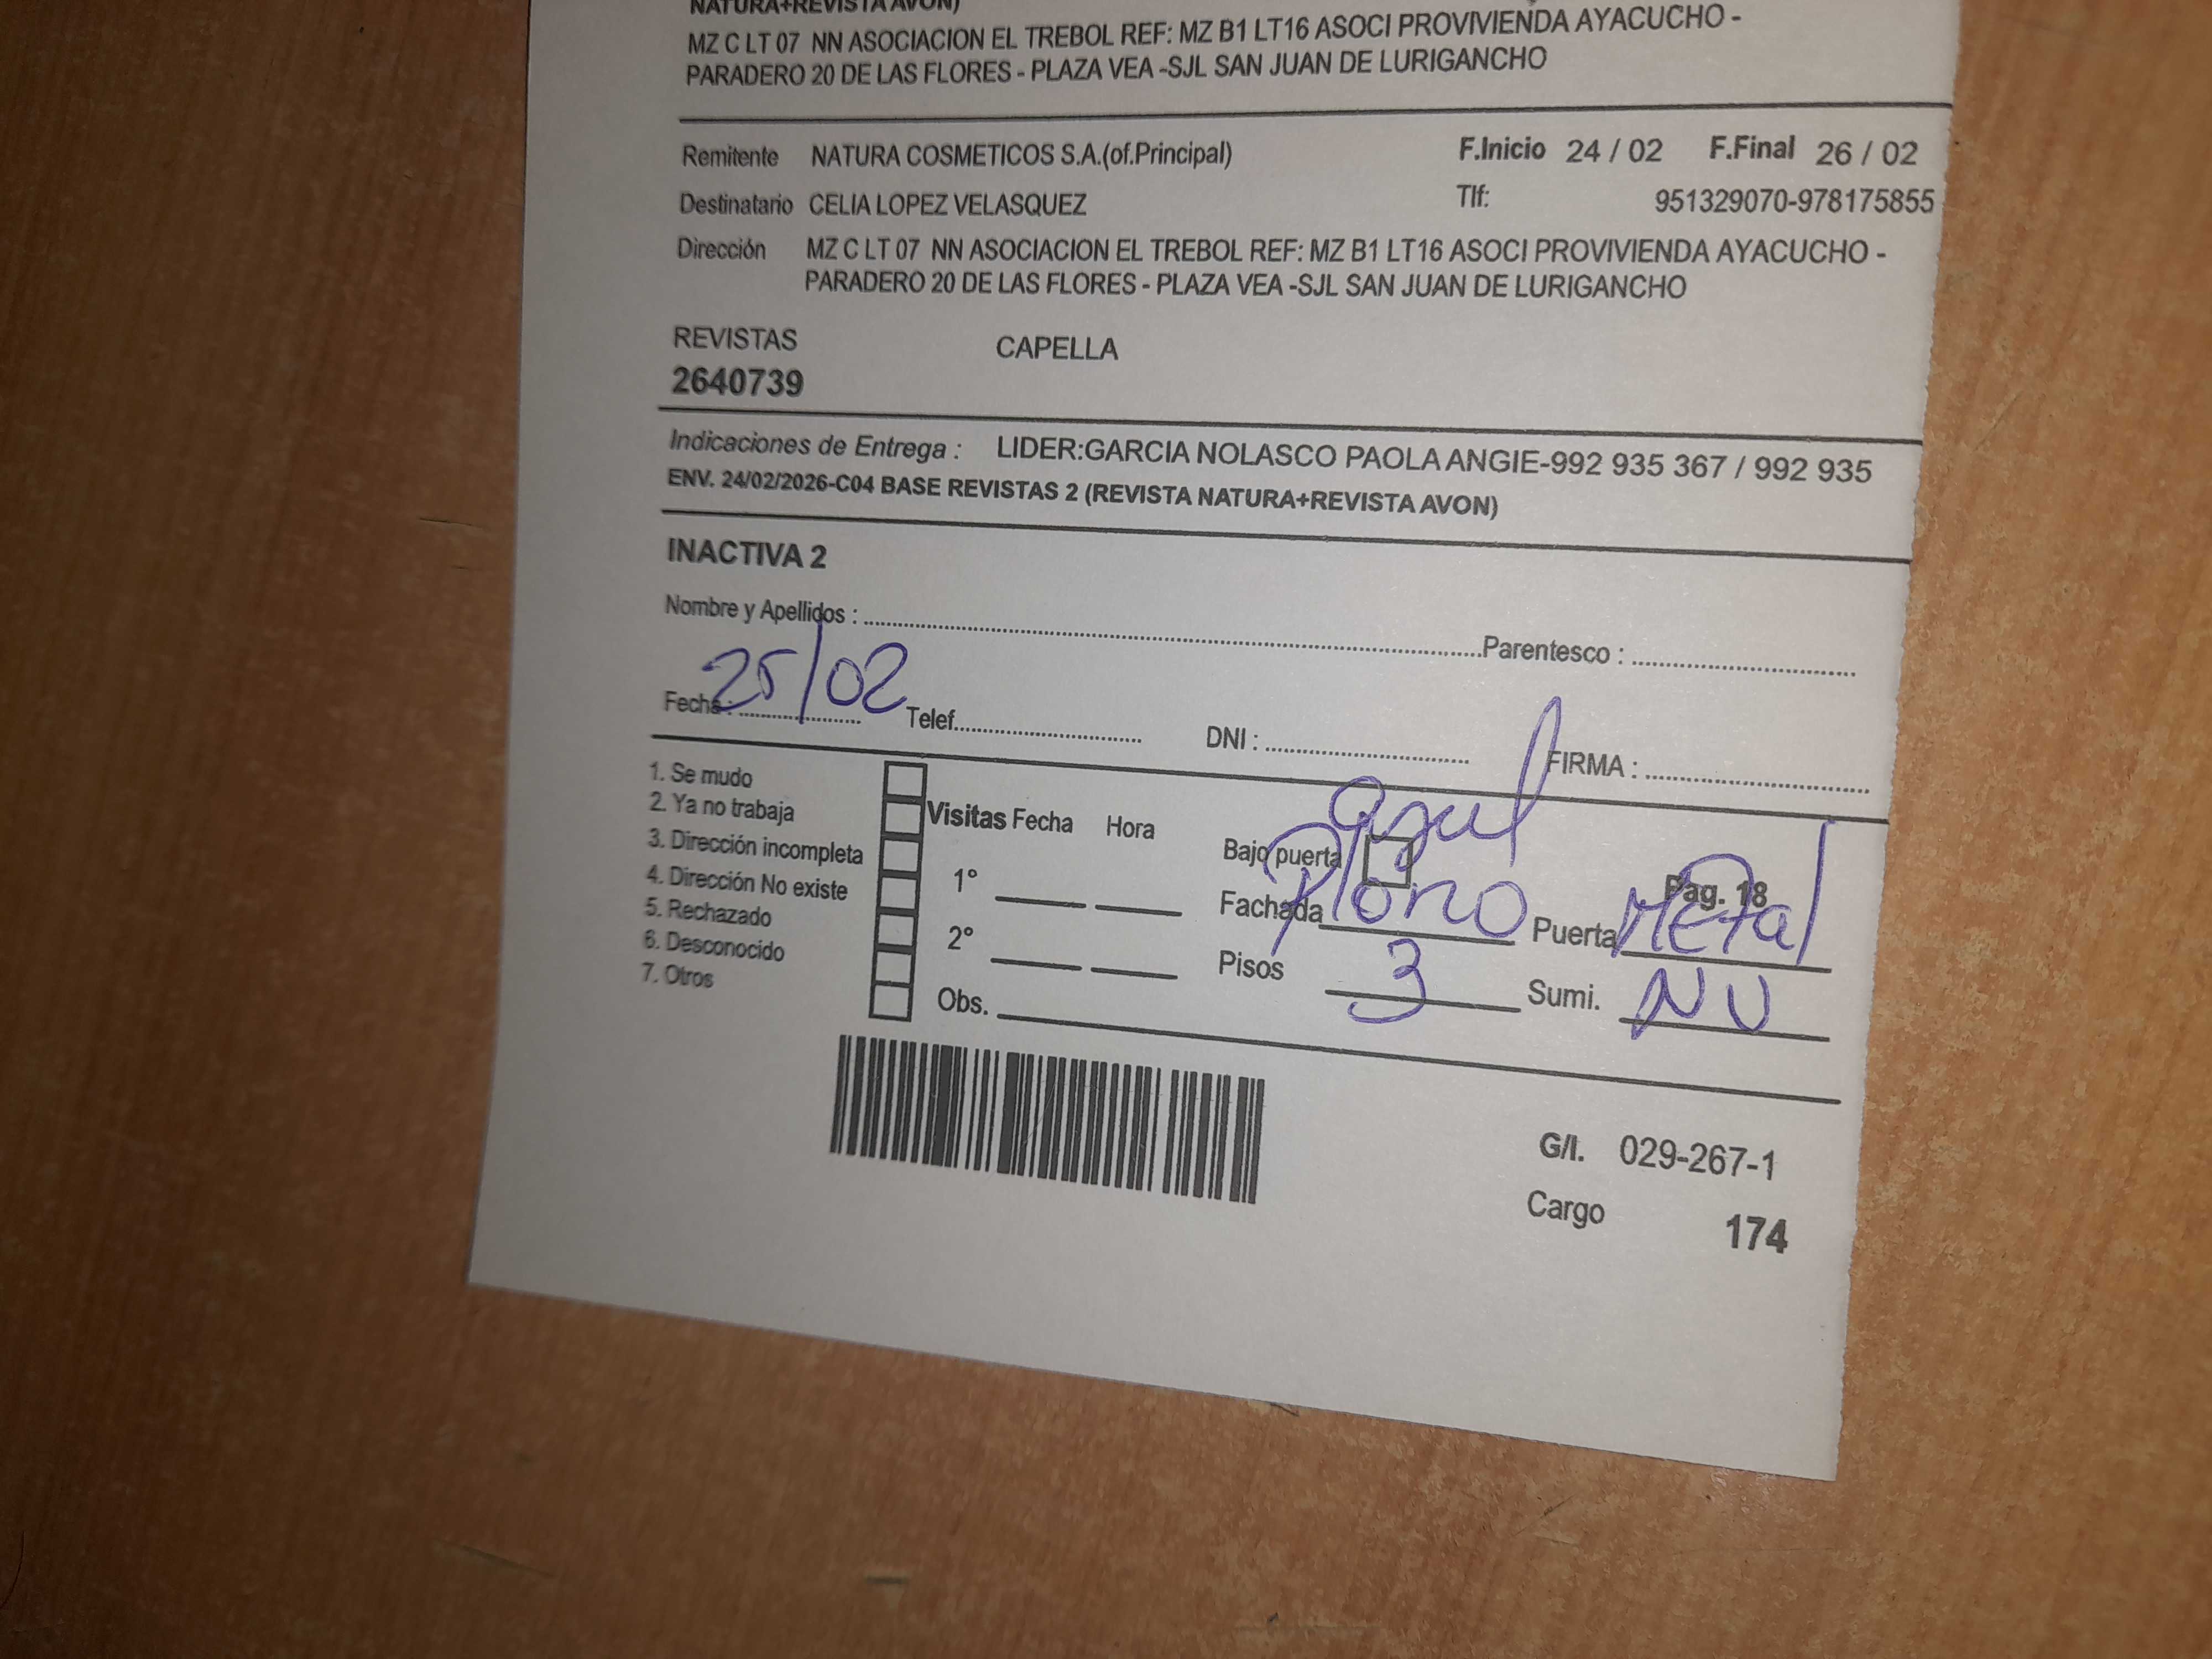 NATURA+REVISTA AVON)
MZ C LT 07 NN ASOCIACION EL TREBOL REF: MZ B1 LT16 ASOCI PROVIVIENDA AYACUCHO -
PARADERO 20 DE LAS FLORES - PLAZA VEA -SJL SAN JUAN DE LURIGANCHO
Remitente NATURA COSMETICOS S.A.(of.Principal) F.Inicio 24 / 02 F.Final 26 / 02
Destinatario CELIA LOPEZ VELASQUEZ Tlf: 951329070-978175855
Dirección MZ C LT 07 NN ASOCIACION EL TREBOL REF: MZ B1 LT16 ASOCI PROVIVIENDA AYACUCHO -
PARADERO 20 DE LAS FLORES - PLAZA VEA -SJL SAN JUAN DE LURIGANCHO
REVISTAS CAPELLA
2640739
Indicaciones de Entrega : LIDER:GARCIA NOLASCO PAOLA ANGIE-992 935 367 / 992 935
ENV. 24/02/2026-C04 BASE REVISTAS 2 (REVISTA NATURA+REVISTA AVON)
INACTIVA 2
Nombre y Apellidos : Parentesco :
Fecha : 25/02 Telef. DNI : FIRMA :
1. Se mudo
2. Ya no trabaja
3. Dirección incompleta
4. Dirección No existe
5. Rechazado
6. Desconocido
7. Otros
Visitas Fecha Hora
1°
2°
Obs.
azul
Bajo puerta Pag. 18
Fachada Plomo Puerta Metal
Pisos 3 Sumi. NU
G/I. 029-267-1
Cargo 174